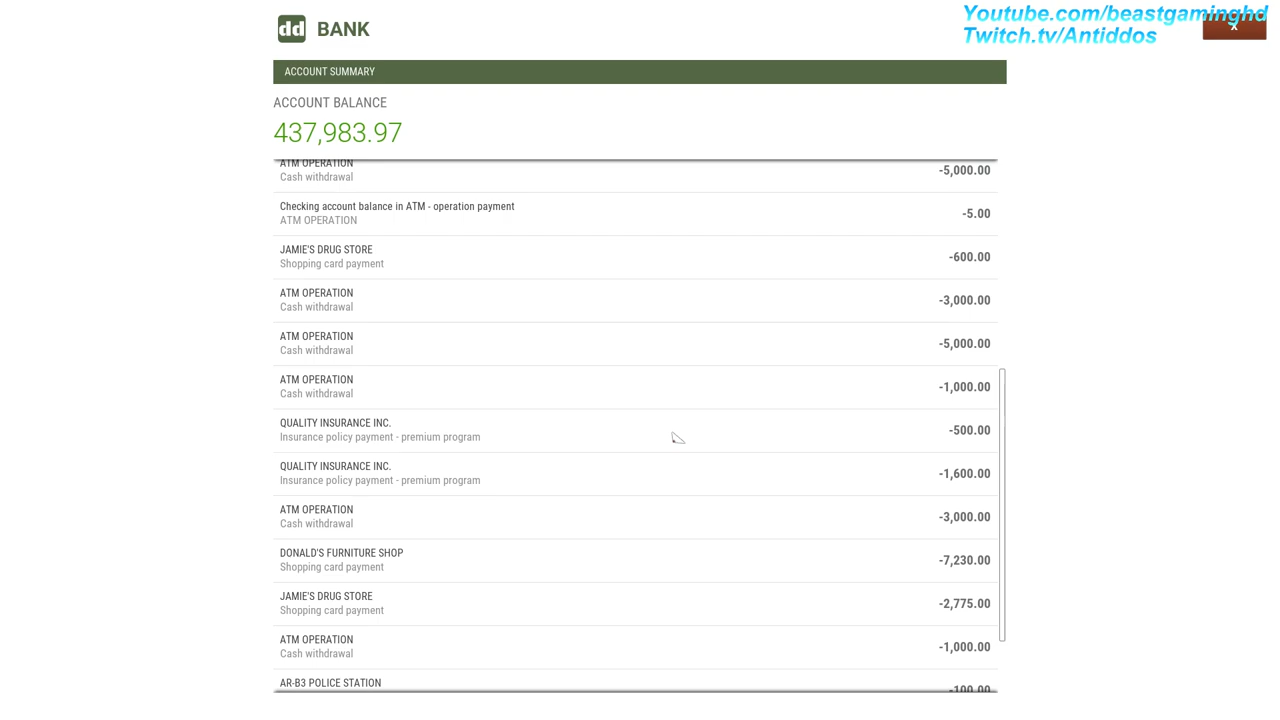 dd BANK
Youtube.com/beastgaminghd
Twitch.tv/Antiddos
x
ACCOUNT SUMMARY
ACCOUNT BALANCE
437,983.97
ATM OPERATION
Cash withdrawal
-5,000.00
Checking account balance in ATM - operation payment
ATM OPERATION
-5.00
JAMIE'S DRUG STORE
Shopping card payment
-600.00
ATM OPERATION
Cash withdrawal
-3,000.00
ATM OPERATION
Cash withdrawal
-5,000.00
ATM OPERATION
Cash withdrawal
-1,000.00
QUALITY INSURANCE INC.
Insurance policy payment - premium program
-500.00
QUALITY INSURANCE INC.
Insurance policy payment - premium program
-1,600.00
ATM OPERATION
Cash withdrawal
-3,000.00
DONALD'S FURNITURE SHOP
Shopping card payment
-7,230.00
JAMIE'S DRUG STORE
Shopping card payment
-2,775.00
ATM OPERATION
Cash withdrawal
-1,000.00
AR-B3 POLICE STATION
-100.00